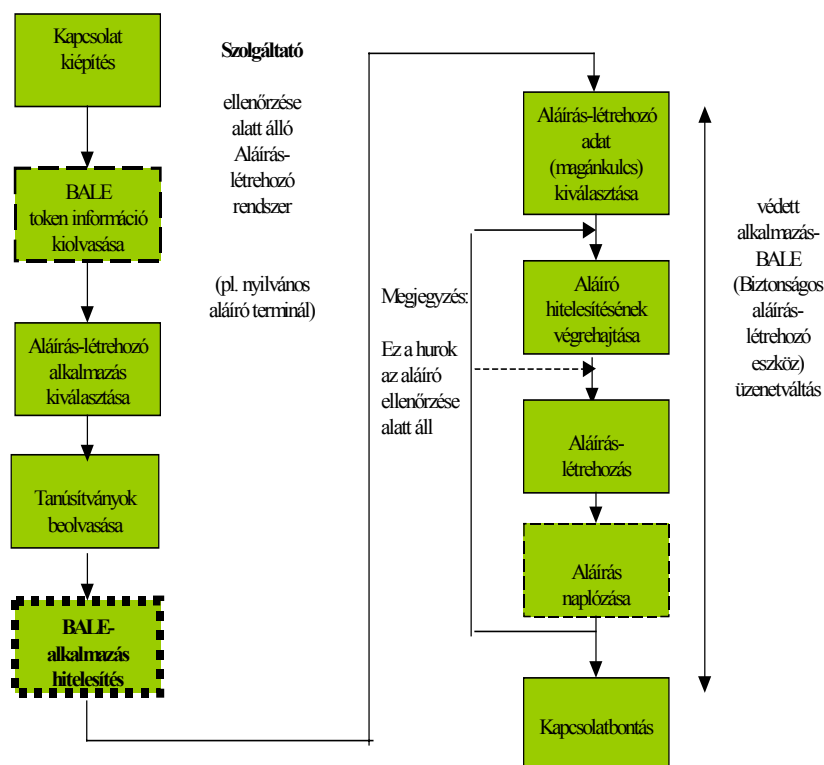 Kapcsolat
kiépítés
BALE
token információ
kiolvasása
Aláírás-létrehozó
alkalmazás
kiválasztása
Tanúsítványok
beolvasása
BALE-
alkalmazás
hitelesítés
Szolgáltató
ellenőrzése
alatt álló
Aláírás-
létrehozó
rendszer
(pl. nyilvános
aláíró terminál)
Aláírás-létrehozó
adat
(magánkulcs)
kiválasztása
Aláíró
hitelesítésének
végrehajtása
Aláírás-
létrehozás
Aláírás
naplózása
Kapcsolatbontás
Megjegyzés:
Ez a hurok
az aláíró
ellenőrzése
alatt áll
védett
alkalmazás-
BALE
(Biztonságos
aláírás-
létrehozó
eszköz)
üzenetváltás